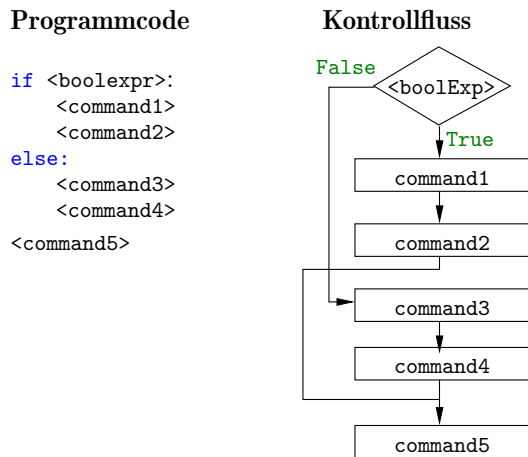 Programmcode
if <boolexpr>:
<command1>
<command2>
else:
<command3>
<command4>
<command5>
Kontrollfluss
False
<boolExp>
True
command1
command2
command3
command4
command5